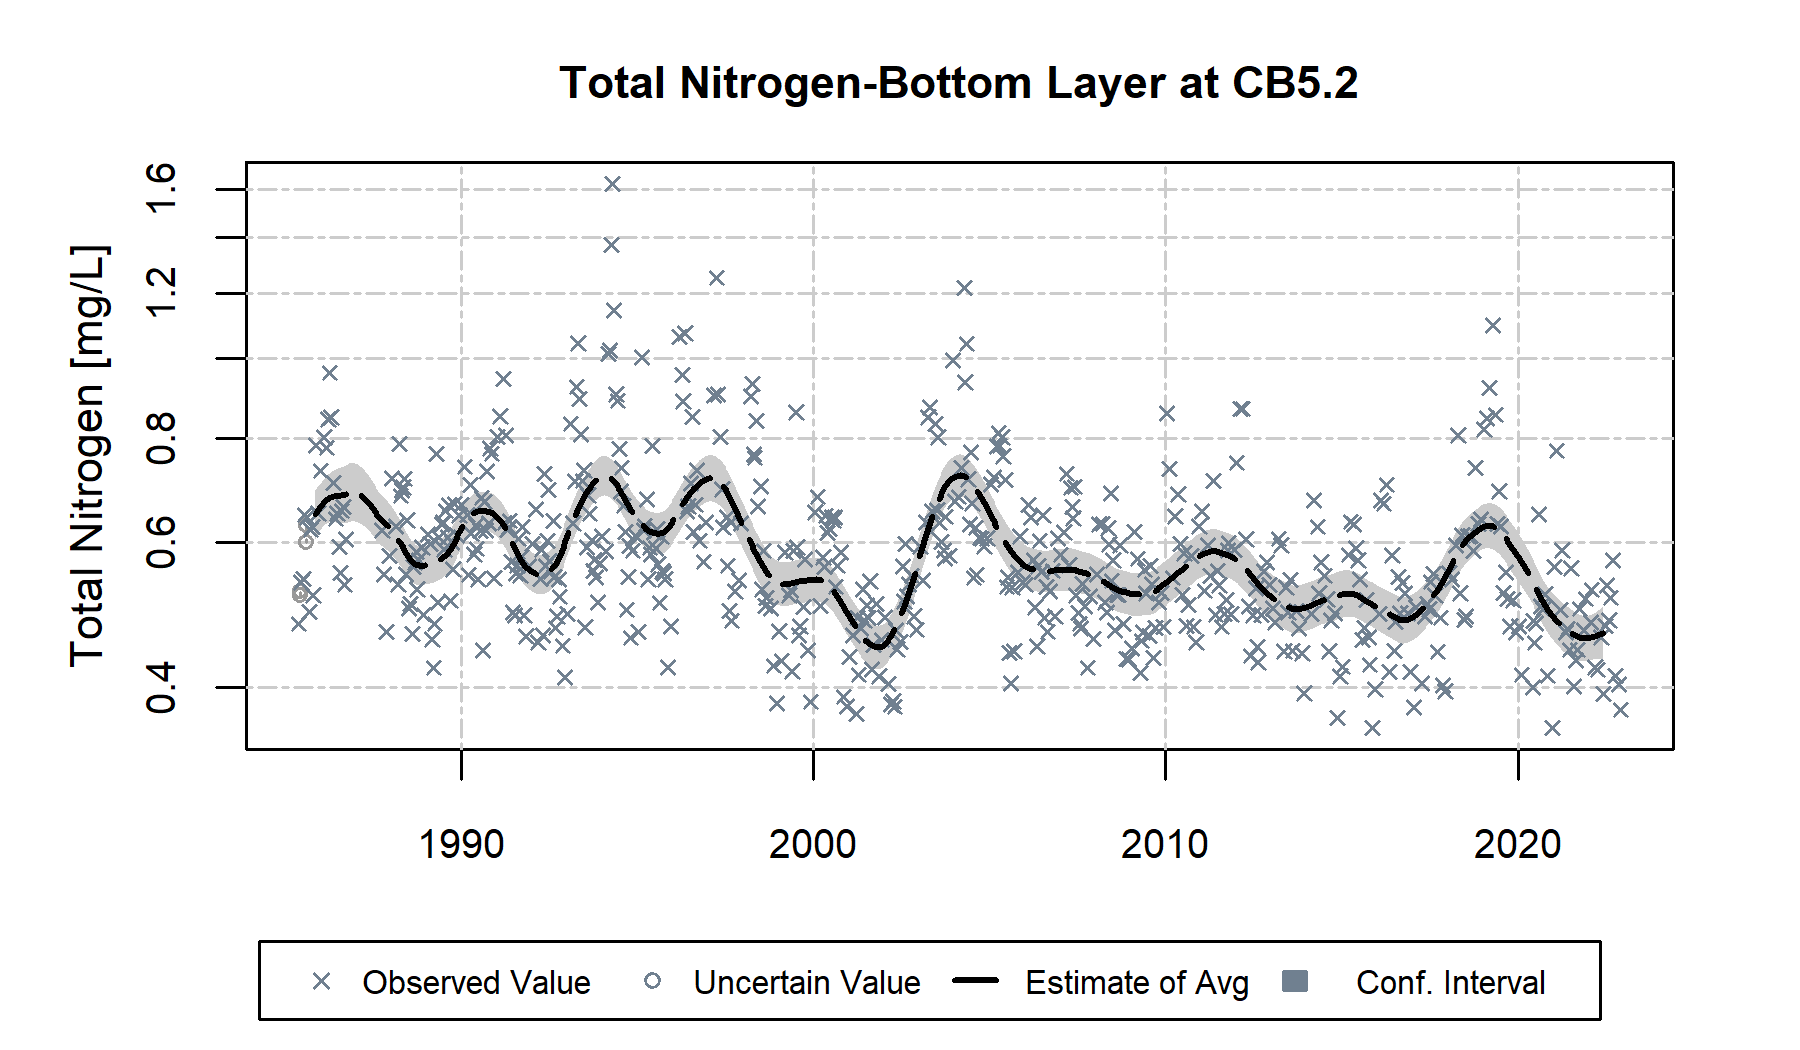 Total Nitrogen-Bottom Layer at CB5.2
Total Nitrogen [mg/L]
1.6
1.2
0.8
0.6
0.4
1990 2000 2010 2020
Observed Value Uncertain Value Estimate of Avg Conf. Interval